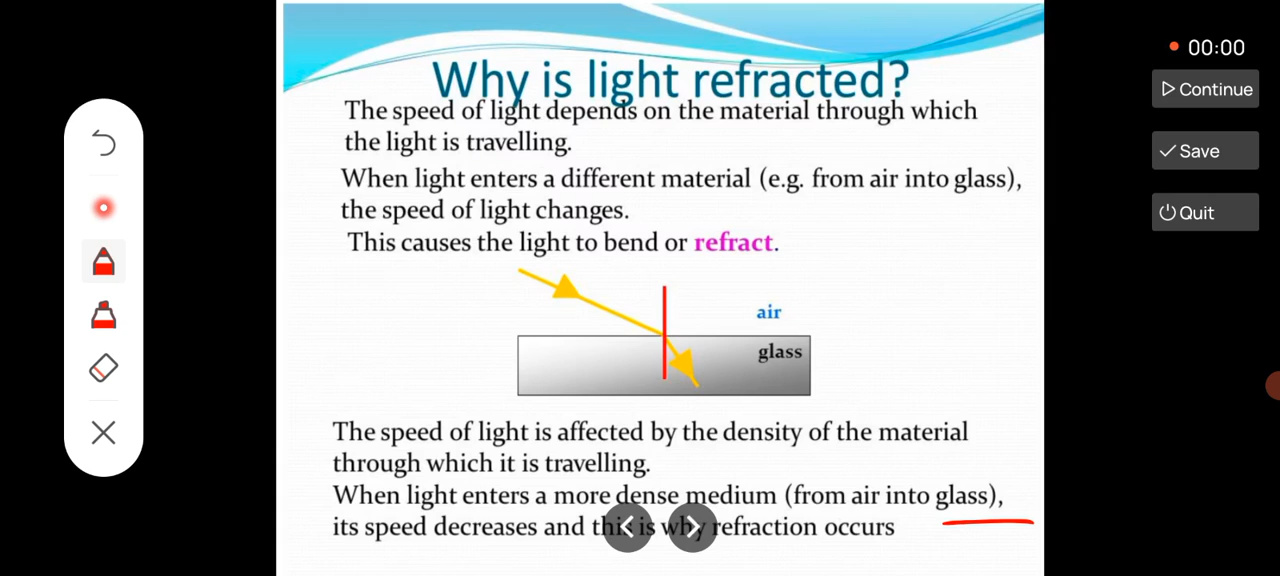 Why is light refracted?
The speed of light depends on the material through which
the light is travelling.
When light enters a different material (e.g. from air into glass),
the speed of light changes.
This causes the light to bend or refract.
air
glass
The speed of light is affected by the density of the material
through which it is travelling.
When light enters a more dense medium (from air into glass),
its speed decreases and this is why refraction occurs
00:00
Continue
Save
Quit